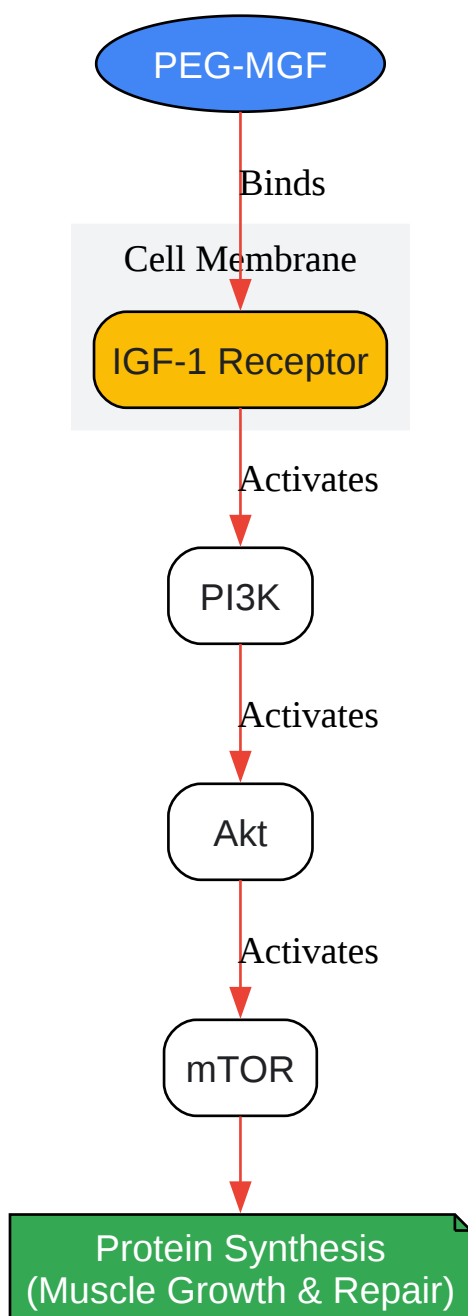 PEG-MGF
Binds
Cell Membrane
IGF-1 Receptor
Activates
PI3K
Activates
Akt
Activates
mTOR
Protein Synthesis
(Muscle Growth & Repair)